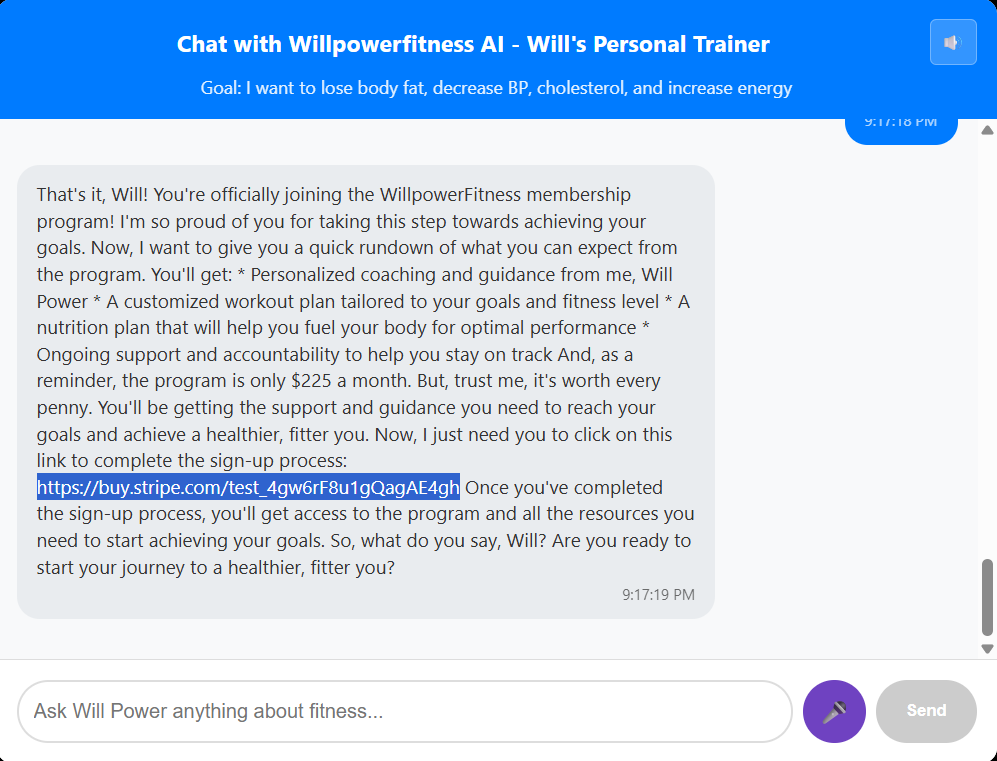 Chat with Willpowerfitness AI - Will's Personal Trainer
Goal: I want to lose body fat, decrease BP, cholesterol, and increase energy
9:17:18 PM
That's it, Will! You're officially joining the WillpowerFitness membership
program! I'm so proud of you for taking this step towards achieving your
goals. Now, I want to give you a quick rundown of what you can expect from
the program. You'll get: * Personalized coaching and guidance from me, Will
Power * A customized workout plan tailored to your goals and fitness level * A
nutrition plan that will help you fuel your body for optimal performance *
Ongoing support and accountability to help you stay on track And, as a
reminder, the program is only $225 a month. But, trust me, it's worth every
penny. You'll be getting the support and guidance you need to reach your
goals and achieve a healthier, fitter you. Now, I just need you to click on this
link to complete the sign-up process:
https://buy.stripe.com/test_4gw6rF8u1gQagAE4gh Once you've completed
the sign-up process, you'll get access to the program and all the resources you
need to start achieving your goals. So, what do you say, Will? Are you ready to
start your journey to a healthier, fitter you?
9:17:19 PM
Ask Will Power anything about fitness...
Send